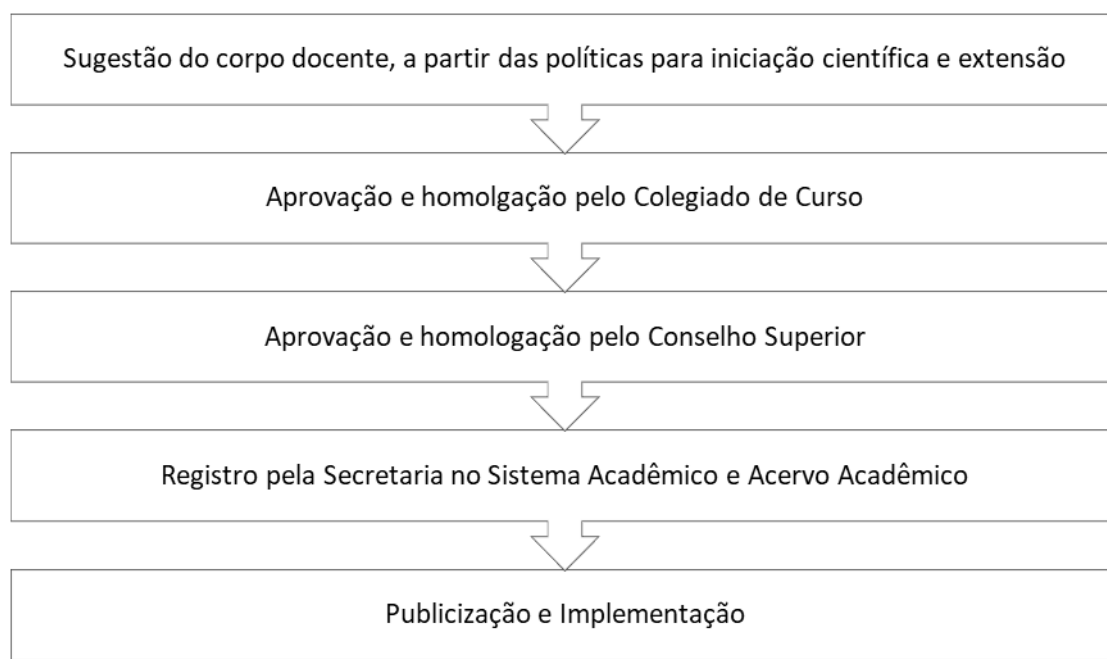 Sugestão do corpo docente, a partir das políticas para iniciação científica e extensão
Aprovação e homolgação pelo Colegiado de Curso
Aprovação e homologação pelo Conselho Superior
Registro pela Secretaria no Sistema Acadêmico e Acervo Acadêmico
Publicização e Implementação